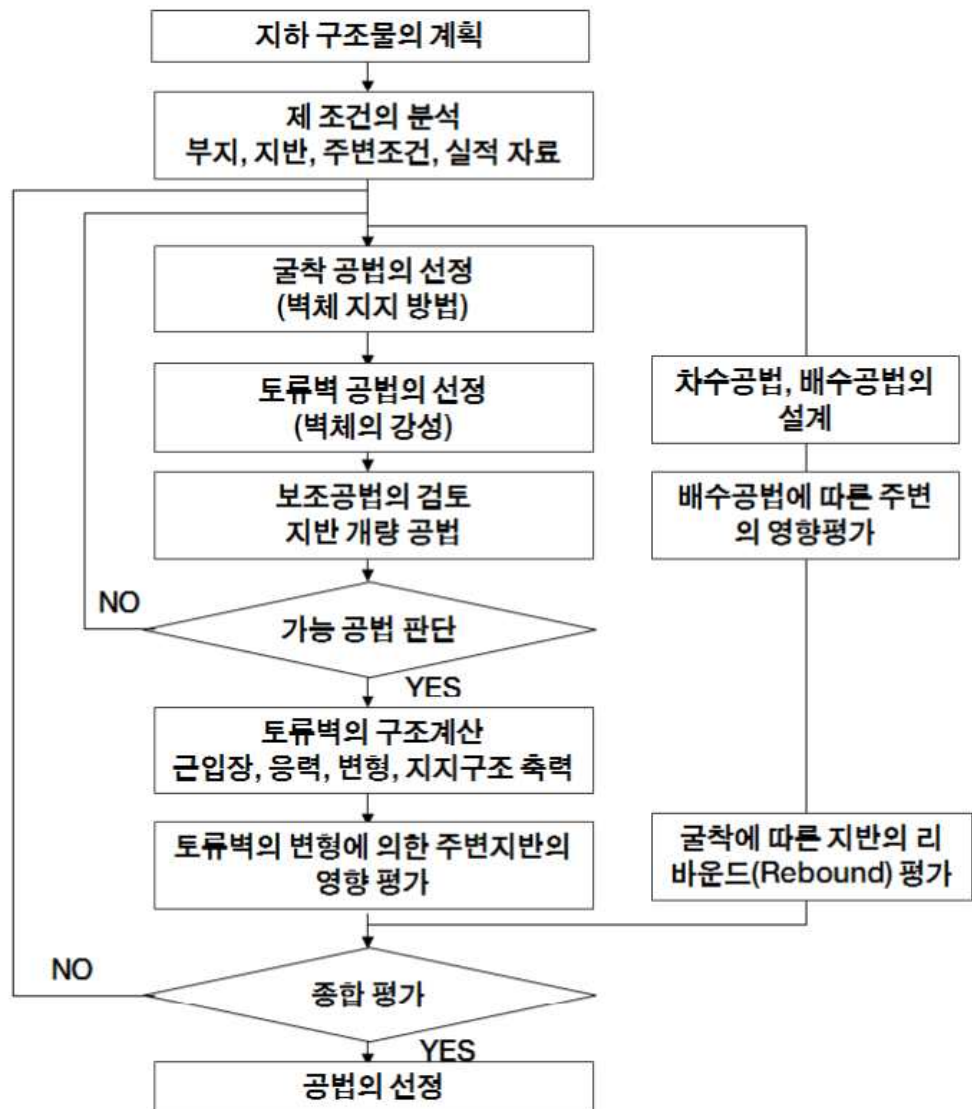 지하 구조물의 계획
제 조건의 분석
부지, 지반, 주변조건, 실적 자료
굴착 공법의 선정
(벽체 지지 방법)
토류벽 공법의 선정
(벽체의 강성)
차수공법, 배수공법외
설계
보조공법의 검토
지반 개량 공법
배수공법에 따른 주변
의 영향평가
NO
가능 공법 판단
YES
토류벽의 구조계산
근입장, 응력, 변형, 지지구조 축력
토류벽의 변형에 의한 주변지반의
영향 평가
굴착에 따른 지반의 리
바운드(Rebound) 평가
NO
종합 평가
YES
공법의 선정